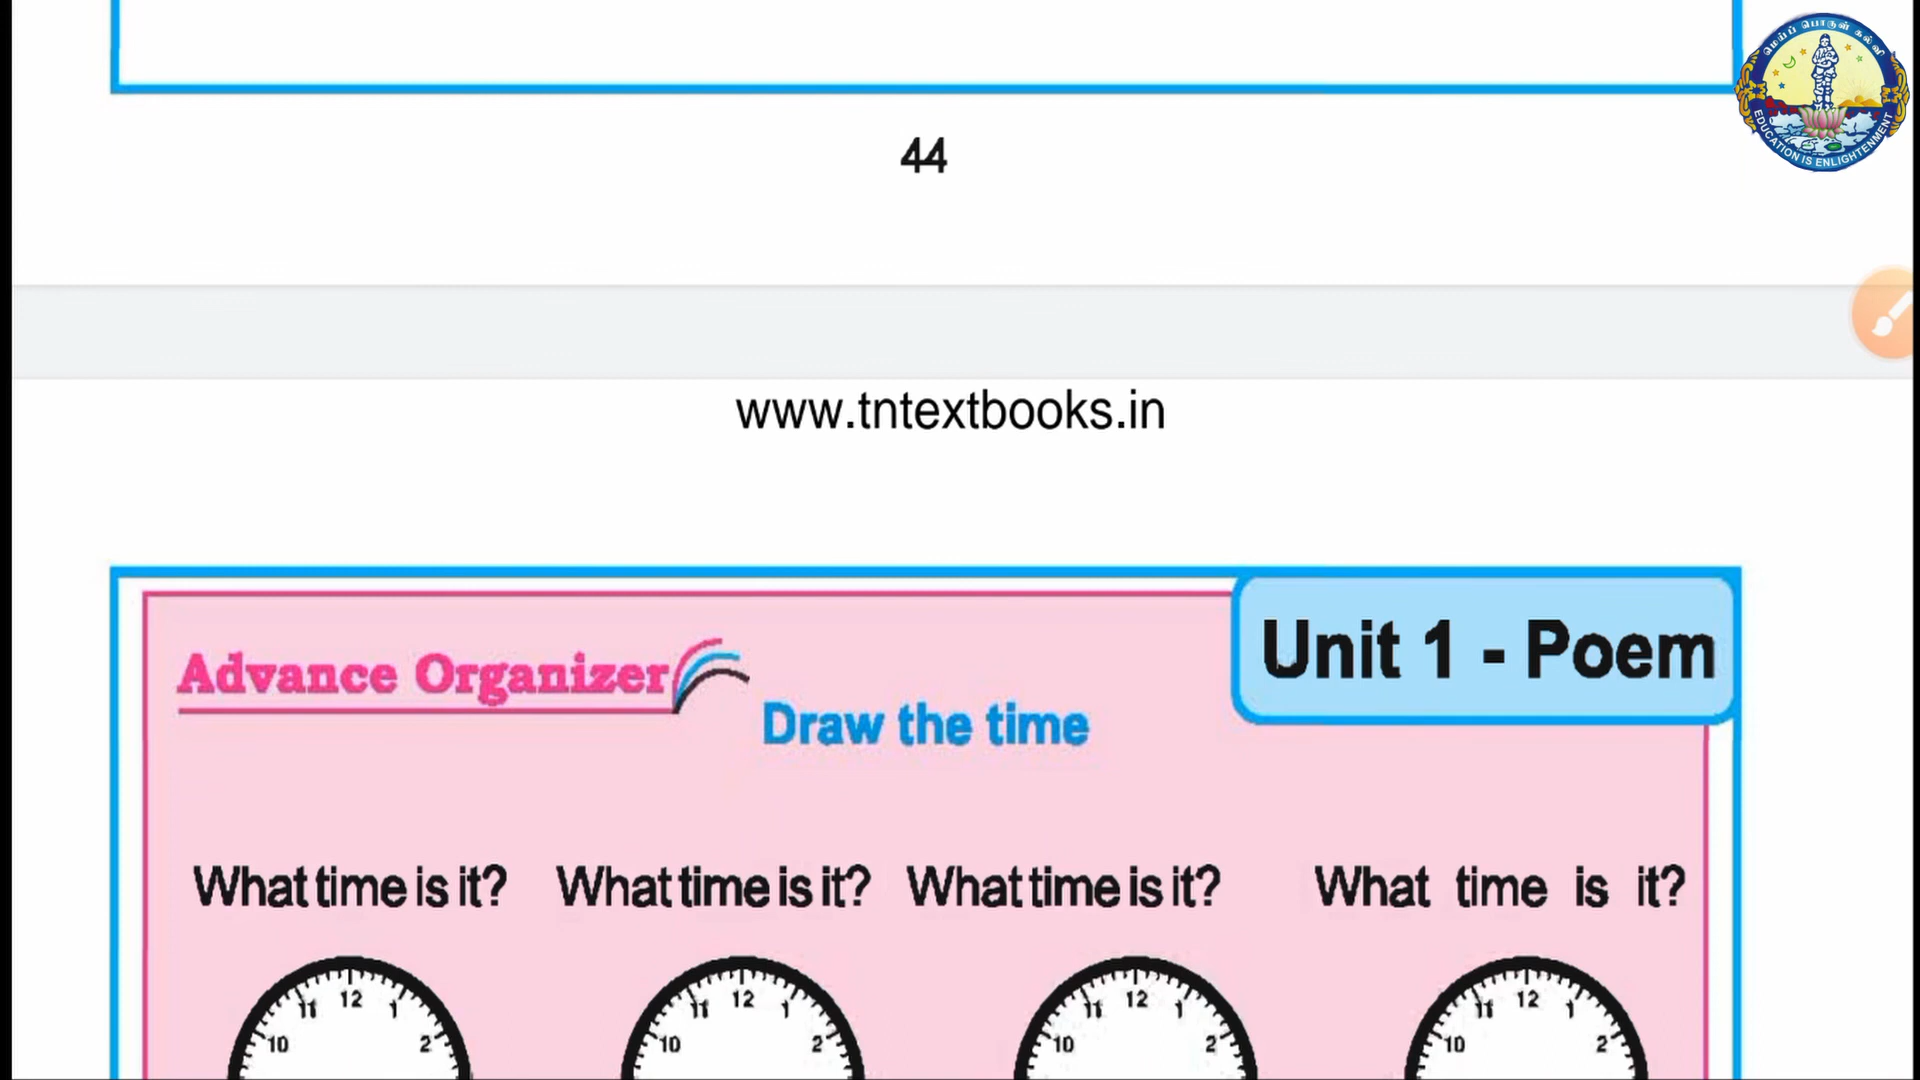 மெய்ப் பொருள் கல்வி
EDUCATION IS ENLIGHTENMENT
44
www.tntextbooks.in
Unit 1 - Poem
Advance Organizer
Draw the time
What time is it? What time is it? What time is it? What time is it?
11 12 1 11 12 1 11 12 1 11 12 1
10 2 10 2 10 2 10 2